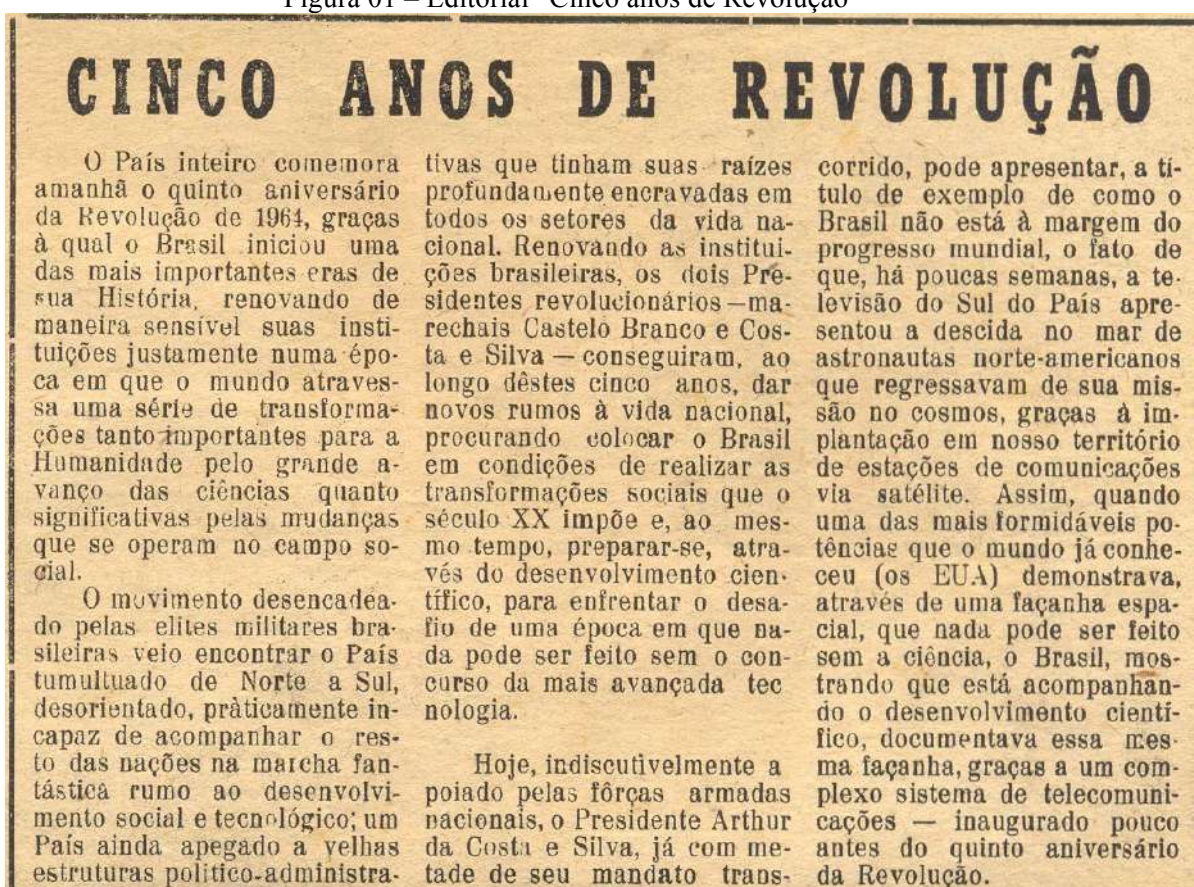 Figura 01 – Editorial "Cinco anos de Revolução"
CINCO ANOS DE REVOLUÇÃO
O País inteiro comemora
amanhã o quinto aniversário
da Revolução de 1964, graças
à qual o Brasil iniciou uma
das mais importantes eras de
sua História, renovando de
maneira sensível suas insti-
tuições justamente numa épo-
ca em que o mundo atraves-
sa uma série de transforma-
ções tanto importantes para a
Humanidade pelo grande a-
vanço das ciências quanto
significativas pelas mudanças
que se operam no campo so-
cial.
O movimento desencadea-
do pelas elites militares bra-
sileiras veio encontrar o País
tumultuado de Norte a Sul,
desorientado, pràticamente in-
capaz de acompanhar o res-
to das nações na marcha fan-
tástica rumo ao desenvolvi-
mento social e tecnológico; um
País ainda apegado a velhas
estruturas político-administra-
tivas que tinham suas raízes
profundamente encravadas em
todos os setores da vida na-
cional. Renovando as institui-
ções brasileiras, os dois Pre-
sidentes revolucionários — ma-
rechais Castelo Branco e Cos-
ta e Silva — conseguiram, ao
longo dêstes cinco anos, dar
novos rumos à vida nacional,
procurando colocar o Brasil
em condições de realizar as
transformações sociais que o
século XX impõe e, ao mes-
mo tempo, preparar-se, atra-
vés do desenvolvimento cien-
tífico, para enfrentar o desa-
fio de uma época em que na-
da pode ser feito sem o con-
curso da mais avançada tec
nologia.
Hoje, indiscutivelmente a
poiado pelas fôrças armadas
nacionais, o Presidente Arthur
da Costa e Silva, já com me-
tade de seu mandato trans-
corrido, pode apresentar, a tí-
tulo de exemplo de como o
Brasil não está à margem do
progresso mundial, o fato de
que, há poucas semanas, a te-
levisão do Sul do País apre-
sentou a descida no mar de
astronautas norte-americanos
que regressavam de sua mis-
são no cosmos, graças à im-
plantação em nosso território
de estações de comunicações
via satélite. Assim, quando
uma das mais formidáveis po-
tências que o mundo já conhe-
ceu (os EUA) demonstrava,
através de uma façanha espa-
cial, que nada pode ser feito
sem a ciência, o Brasil, mos-
trando que está acompanhan-
do o desenvolvimento cientí-
fico, documentava essa mes-
ma façanha, graças a um com-
plexo sistema de telecomuni-
cações — inaugurado pouco
antes do quinto aniversário
da Revolução.